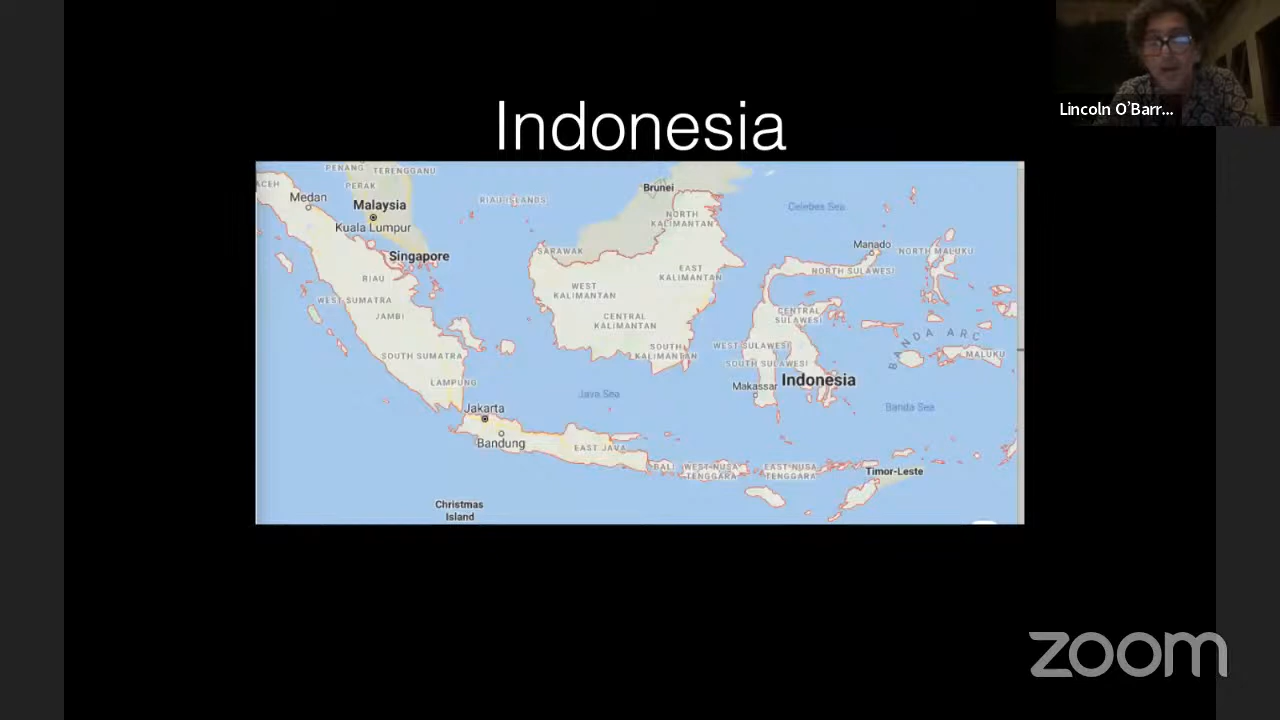 Lincoln O'Barr...
Indonesia
PENANG
TERENGGANU
ACEH
PERAK
Medan
Malaysia
Kuala Lumpur
RIAU ISLANDS
Brunei
Celebes Sea
NORTH
KALIMANTAN
Singapore
SARAWAK
Manado
NORTH MALUKU
RIAU
EAST
KALIMANTAN
NORTH SULAWESI
WEST SUMATRA
WEST
KALIMANTAN
JAMBI
CENTRAL
KALIMANTAN
CENTRAL
SULAWESI
BANDA ARC
SOUTH SUMATRA
SOUTH
KALIMANTAN
WEST SULAWESI
SOUTH SULAWESI
MALUKU
LAMPUNG
Makassar
Indonesia
Java Sea
Banda Sea
Jakarta
Bandung
EAST JAVA
BALI
WEST NUSA
TENGGARA
EAST NUSA
TENGGARA
Timor-Leste
Christmas
Island
zoom